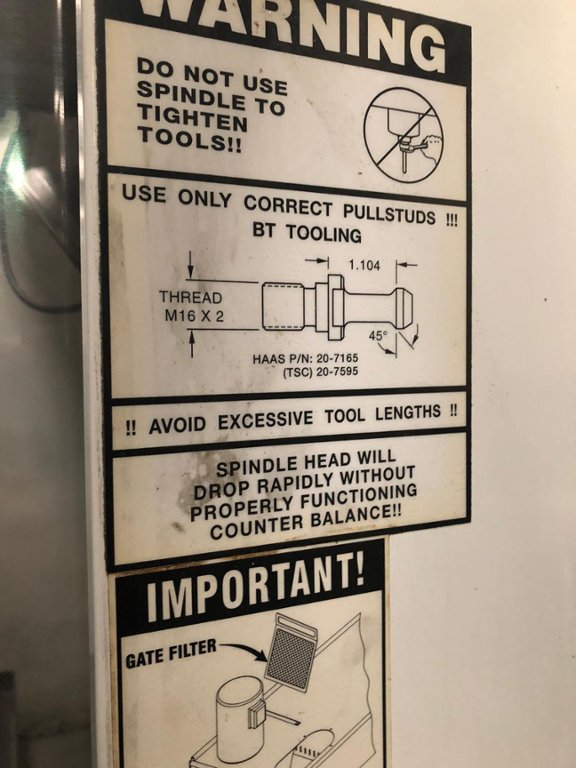 WARNING
DO NOT USE
SPINDLE TO
TIGHTEN
TOOLS!!
USE ONLY CORRECT PULLSTUDS !!!
BT TOOLING
1.104
THREAD
M16 X 2
45°
HAAS P/N: 20-7165
(TSC) 20-7595
!! AVOID EXCESSIVE TOOL LENGTHS !!
SPINDLE HEAD WILL
DROP RAPIDLY WITHOUT
PROPERLY FUNCTIONING
COUNTER BALANCE!!
IMPORTANT!
GATE FILTER